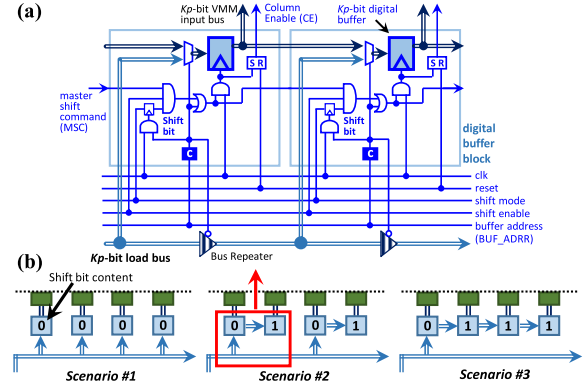 (a)
Kp-bit VMM
input bus
Column
Enable (CE)
Kp-bit digital
buffer
S R
S R
master
shift
command
(MSC)
Shift
bit
Shift
bit
C
C
digital
buffer
block
clk
reset
shift mode
shift enable
buffer address
(BUF_ADRR)
Kp-bit load bus
Bus Repeater
(b)
Shift bit content
0 0 0 0
0 1 0 1
0 1 1 1
Scenario #1
Scenario #2
Scenario #3